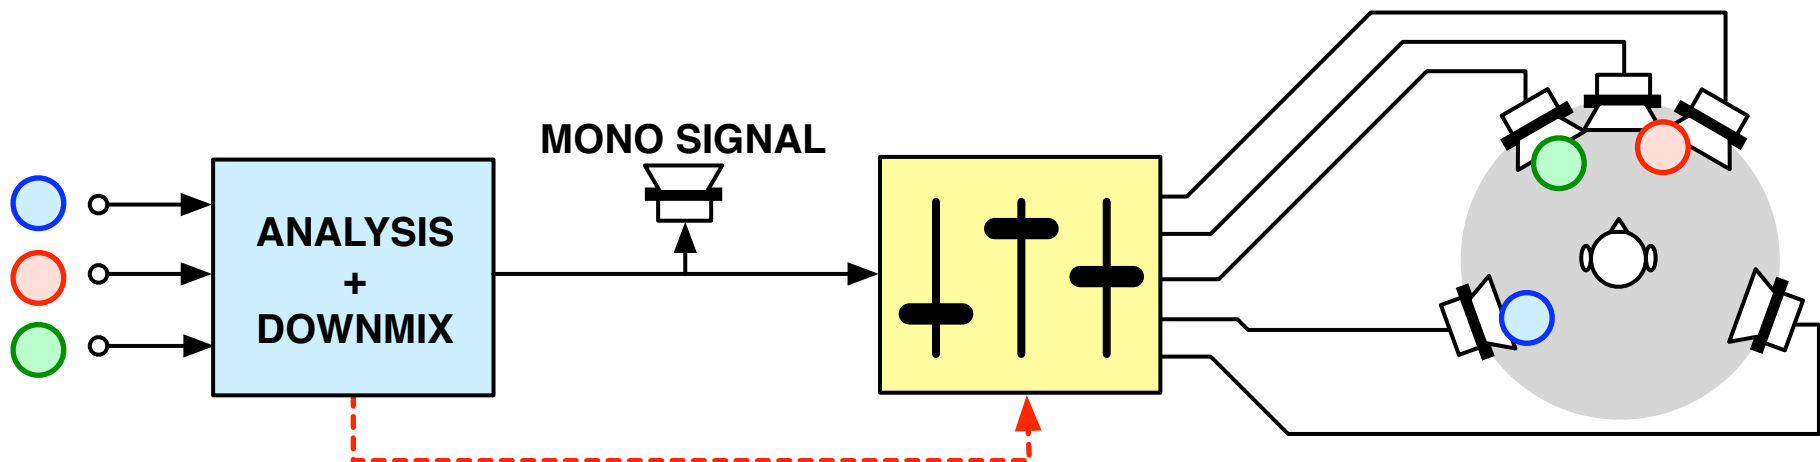 MONO SIGNAL
ANALYSIS
+
DOWNMIX